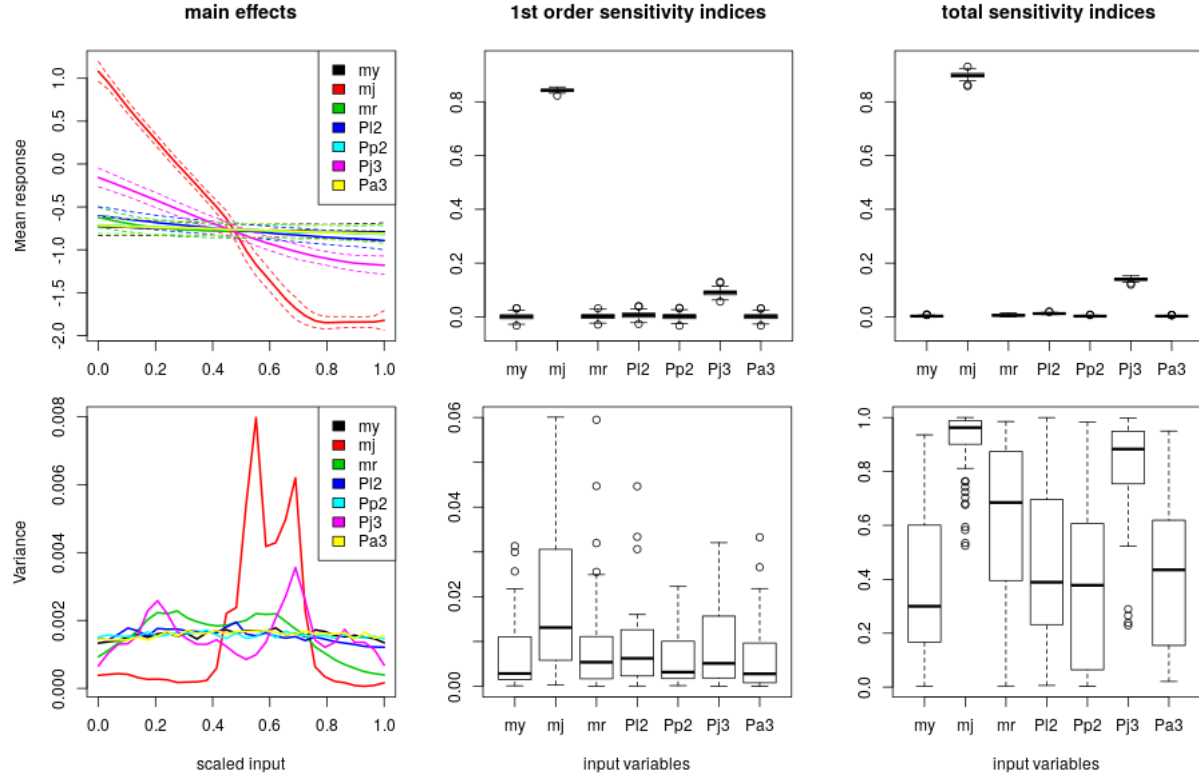 main effects
1st order sensitivity indices
total sensitivity indices
Mean response
1.0
0.5
0.0
-0.5
-1.0
-1.5
-2.0
my
mj
mr
Pl2
Pp2
Pj3
Pa3
0.0 0.2 0.4 0.6 0.8 1.0
0.8
0.6
0.4
0.2
0.0
my mj mr Pl2 Pp2 Pj3 Pa3
0.8
0.6
0.4
0.2
0.0
my mj mr Pl2 Pp2 Pj3 Pa3
Variance
0.008
0.006
0.004
0.002
0.000
my
mj
mr
Pl2
Pp2
Pj3
Pa3
0.0 0.2 0.4 0.6 0.8 1.0
scaled input
0.06
0.04
0.02
0.00
my mj mr Pl2 Pp2 Pj3 Pa3
input variables
1.0
0.8
0.6
0.4
0.2
0.0
my mj mr Pl2 Pp2 Pj3 Pa3
input variables